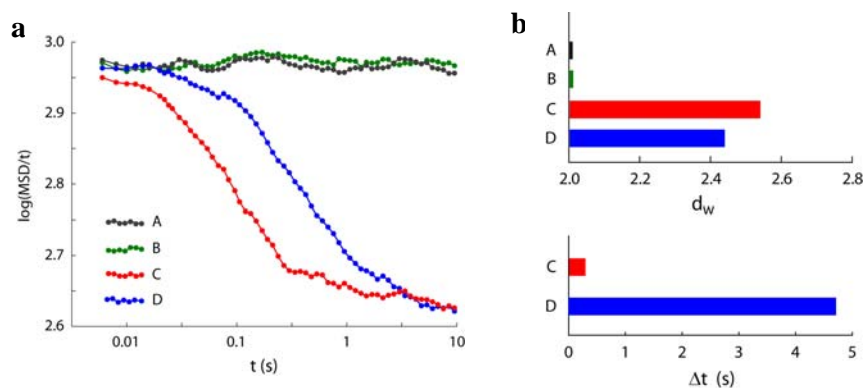 a
log(MSD/t)
3.0
2.9
2.8
2.7
2.6
A
B
C
D
0.01 0.1 1 10
t (s)
b
A
B
C
D
2.0 2.2 2.4 2.6 2.8
dw
C
D
0 1 2 3 4 5
Δt (s)